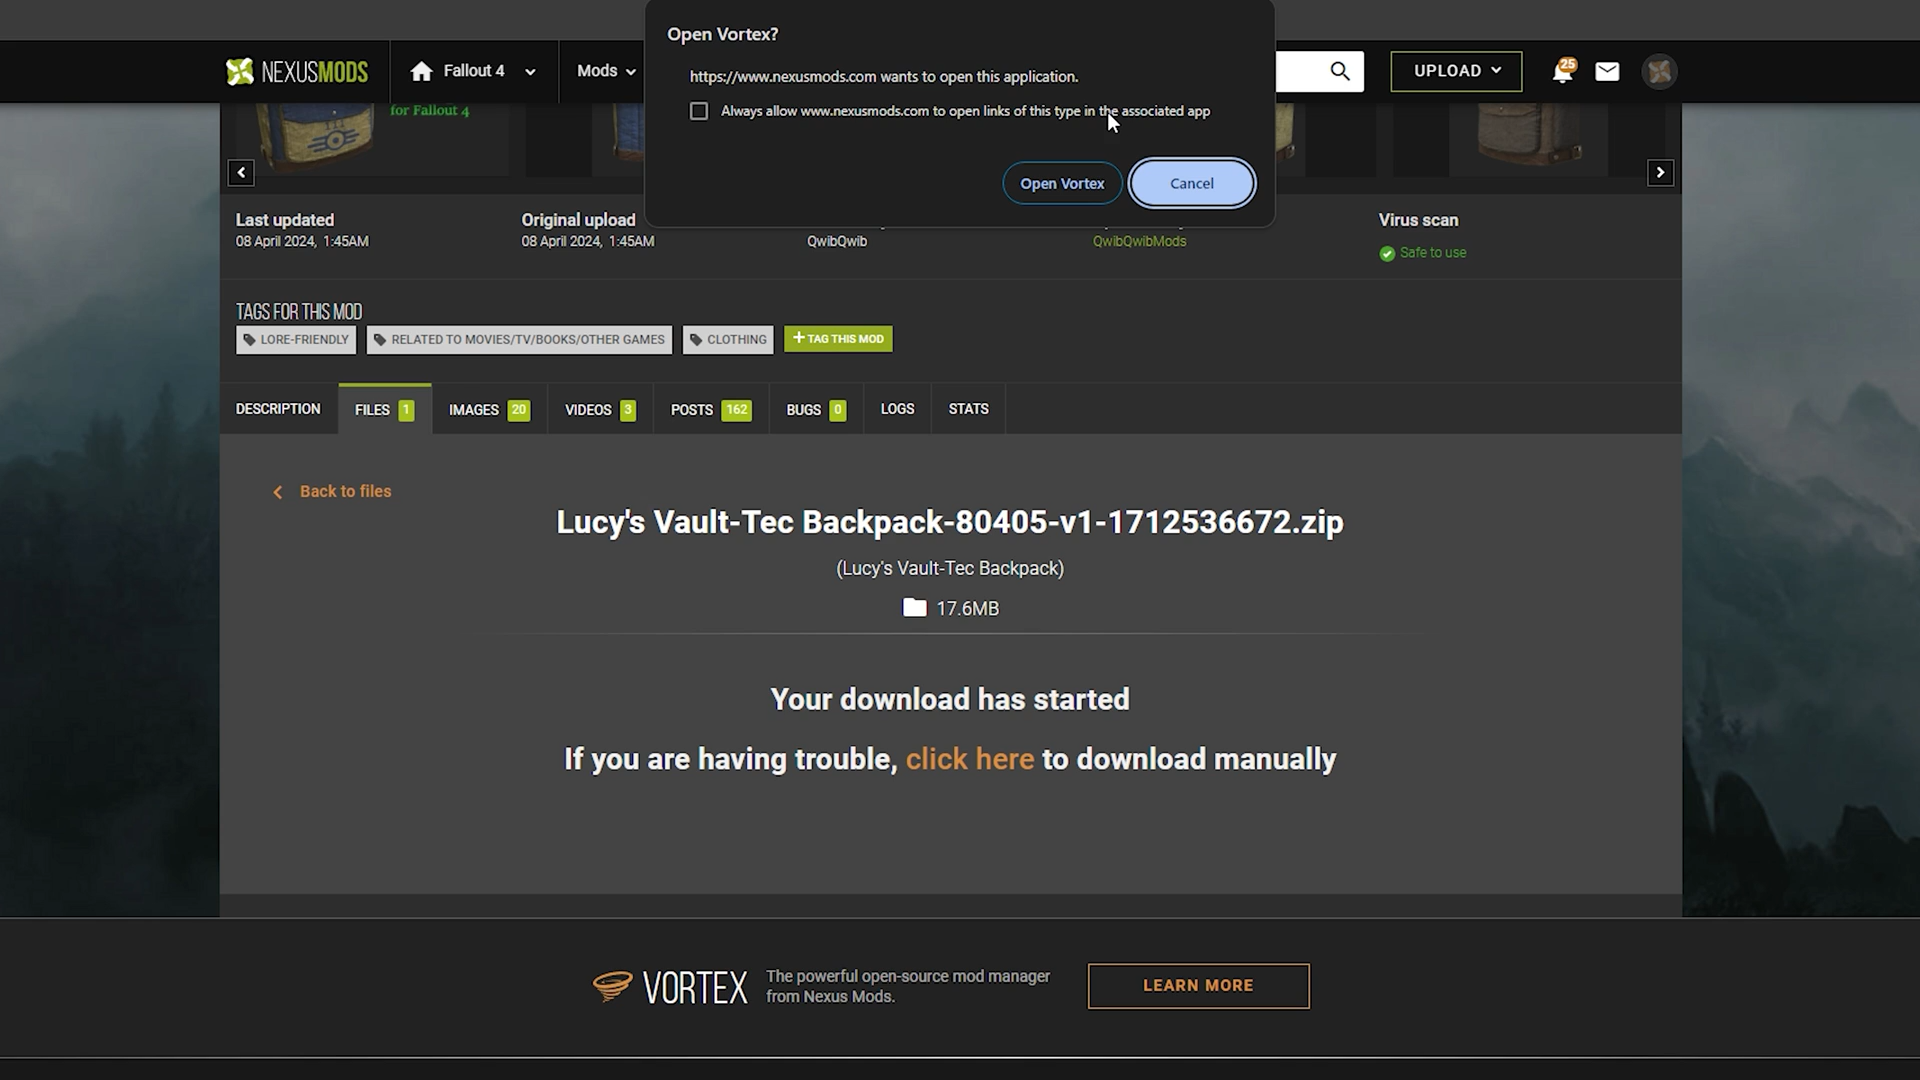 Open Vortex?
https://www.nexusmods.com wants to open this application.
Always allow www.nexusmods.com to open links of this type in the associated app
Open Vortex
Cancel
NEXUSMODS
Fallout 4
Mods
UPLOAD
25
for Fallout 4
Last updated
08 April 2024, 1:45AM
Original upload
08 April 2024, 1:45AM
QwibQwib
QwibQwibMods
Virus scan
Safe to use
TAGS FOR THIS MOD
LORE-FRIENDLY
RELATED TO MOVIES/TV/BOOKS/OTHER GAMES
CLOTHING
TAG THIS MOD
DESCRIPTION
FILES 1
IMAGES 20
VIDEOS 3
POSTS 162
BUGS 0
LOGS
STATS
Back to files
Lucy's Vault-Tec Backpack-80405-v1-1712536672.zip
(Lucy's Vault-Tec Backpack)
17.6MB
Your download has started
If you are having trouble, click here to download manually
VORTEX
The powerful open-source mod manager
from Nexus Mods.
LEARN MORE